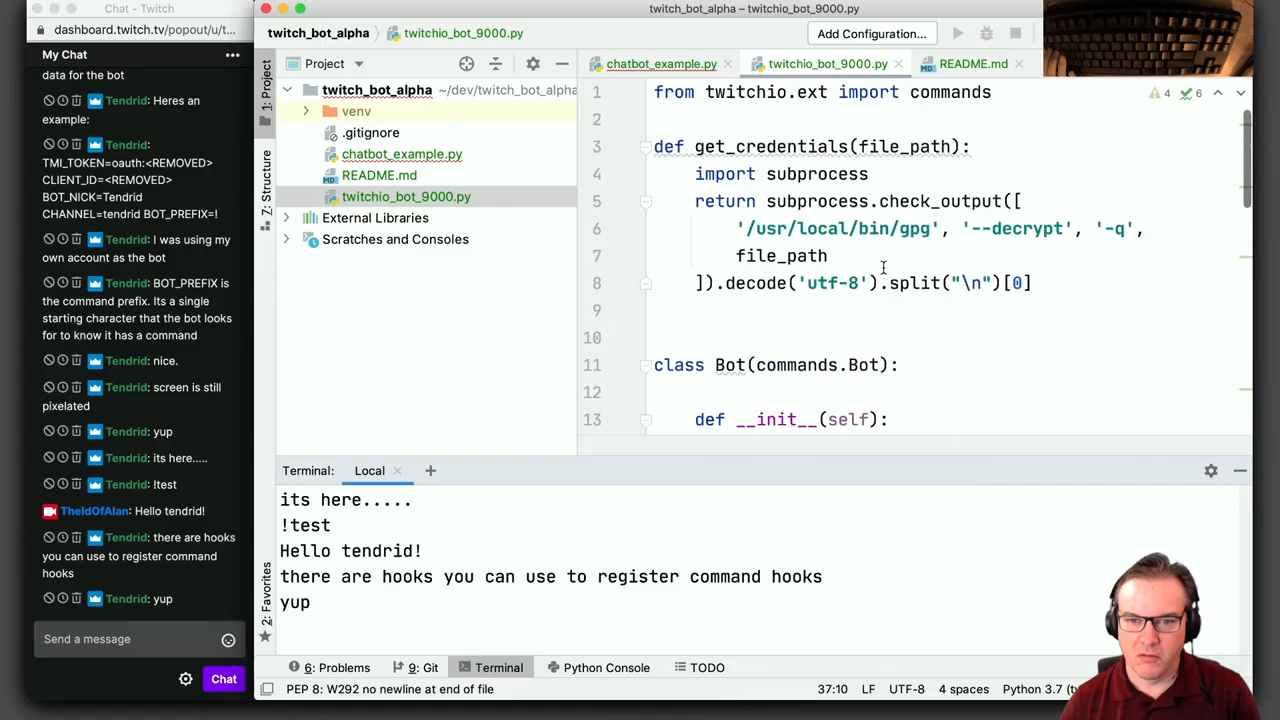 Chat - Twitch
dashboard.twitch.tv/popout/u/t...
My Chat
data for the bot
Tendrid: Heres an
example:
Tendrid:
TMI_TOKEN=oauth:<REMOVED>
CLIENT_ID=<REMOVED>
BOT_NICK=Tendrid
CHANNEL=tendrid BOT_PREFIX=!
Tendrid: I was using my
own account as the bot
Tendrid: BOT_PREFIX is
the command prefix. Its a single
starting character that the bot looks
for to know it has a command
Tendrid: nice.
Tendrid: screen is still
pixelated
Tendrid: yup
Tendrid: its here.....
Tendrid: !test
TheIdOfAlan: Hello tendrid!
Tendrid: there are hooks
you can use to register command
hooks
Tendrid: yup
Send a message
Chat
twitch_bot_alpha – twitchio_bot_9000.py
twitch_bot_alpha twitchio_bot_9000.py
Add Configuration...
Project
chatbot_example.py twitchio_bot_9000.py README.md
1: Project
7: Structure
2: Favorites
twitch_bot_alpha ~/dev/twitch_bot_alpha
venv
.gitignore
chatbot_example.py
README.md
twitchio_bot_9000.py
External Libraries
Scratches and Consoles
4 6
1 from twitchio.ext import commands
2
3 def get_credentials(file_path):
4 import subprocess
5 return subprocess.check_output([
6 '/usr/local/bin/gpg', '--decrypt', '-q',
7 file_path
8 ]).decode('utf-8').split("\n")[0]
9
10
11 class Bot(commands.Bot):
12
13 def __init__(self):
Terminal: Local
its here.....
!test
Hello tendrid!
there are hooks you can use to register command hooks
yup
6: Problems 9: Git Terminal Python Console TODO
PEP 8: W292 no newline at end of file
37:10 LF UTF-8 4 spaces